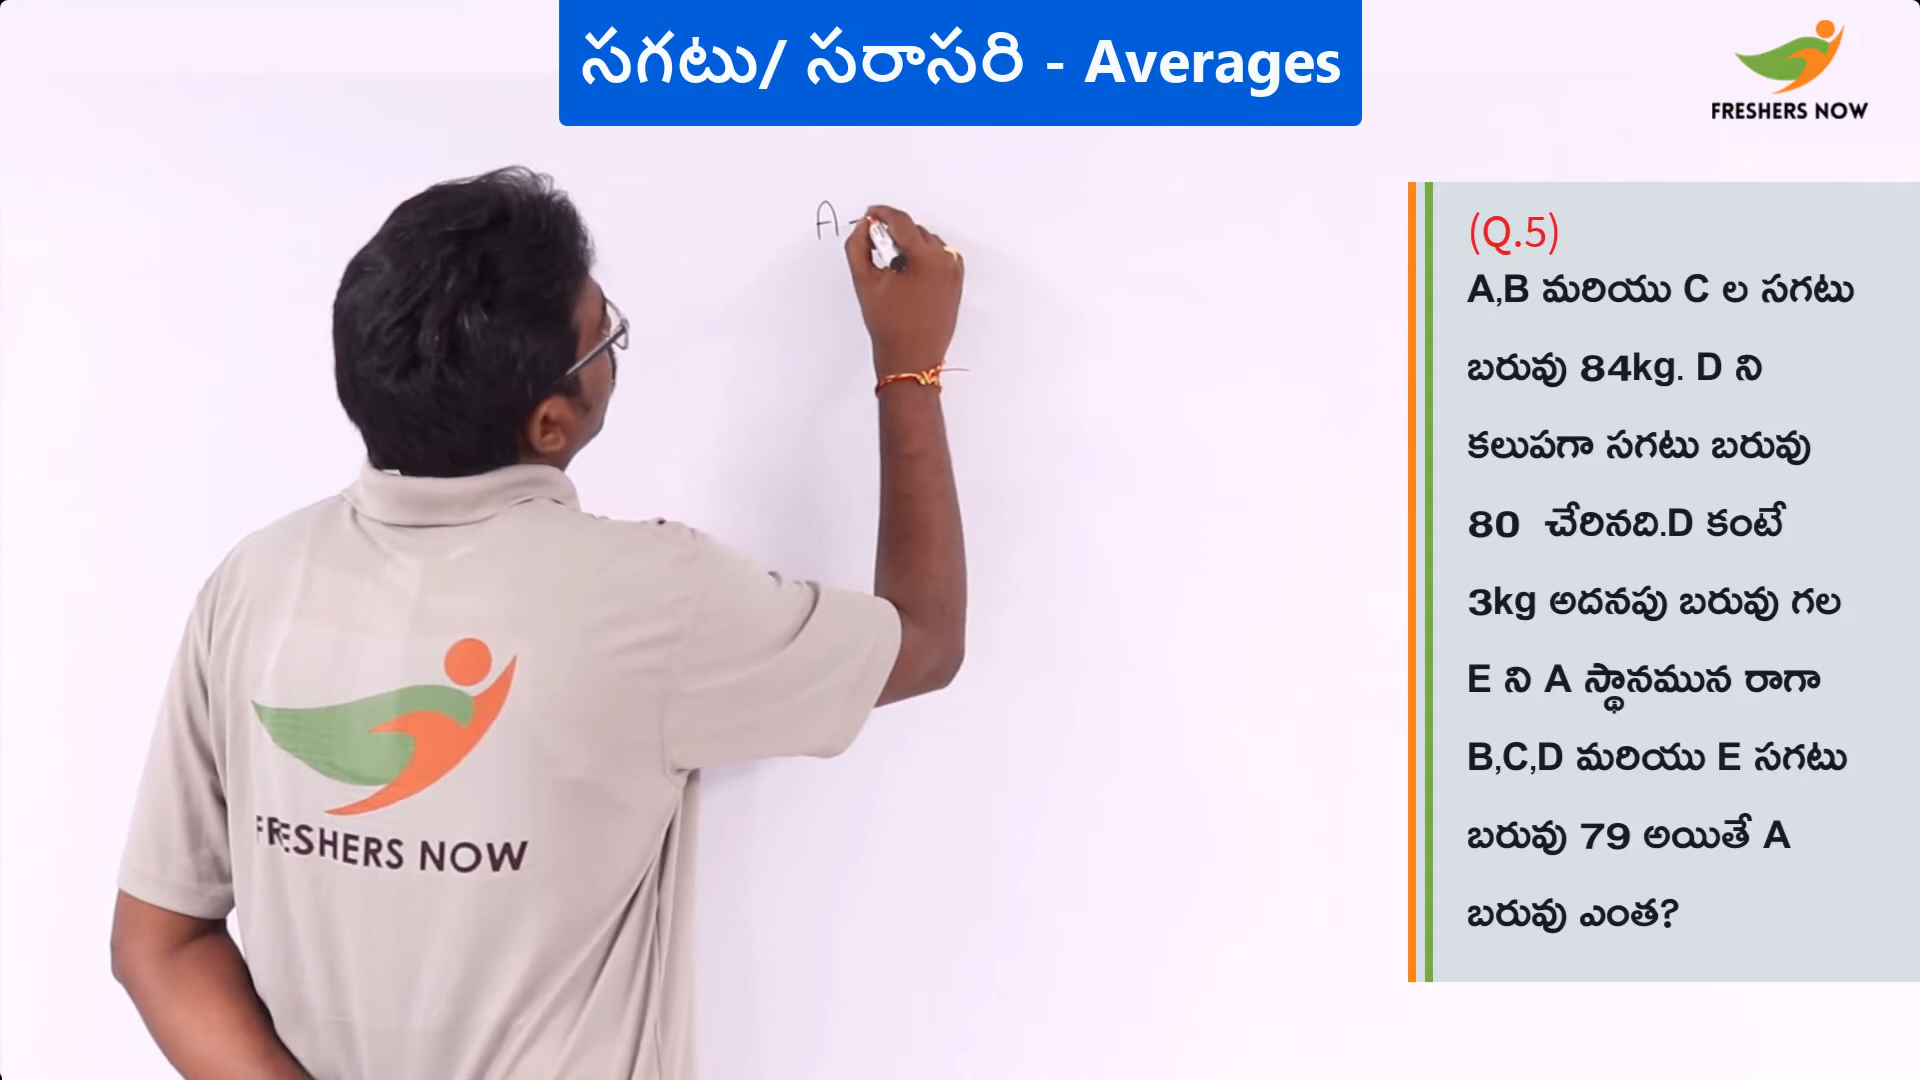 సగటు/ సరాసరి - Averages
FRESHERS NOW
A -
(Q.5)
A,B మరియు C ల సగటు
బరువు 84kg. D ని
కలుపగా సగటు బరువు
80 చేరినది.D కంటే
3kg అదనపు బరువు గల
E ని A స్థానమున రాగా
B,C,D మరియు E సగటు
బరువు 79 అయితే A
బరువు ఎంత?
FRESHERS NOW